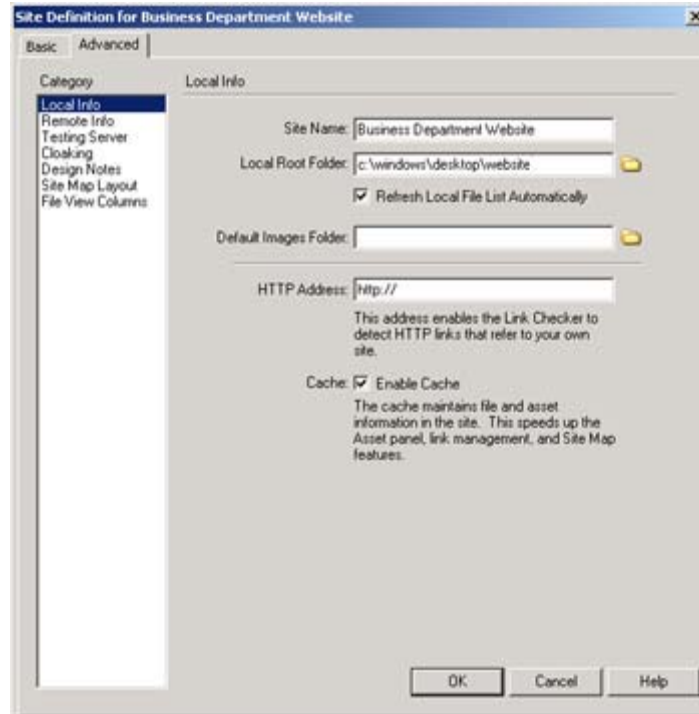 Site Definition for Business Department Website
Basic Advanced
Category
Local Info
Remote Info
Testing Server
Cloaking
Design Notes
Site Map Layout
File View Columns
Local Info
Site Name: Business Department Website
Local Root Folder: c:\windows\desktop\website
Refresh Local File List Automatically
Default Images Folder:
HTTP Address: http://
This address enables the Link Checker to
detect HTTP links that refer to your own
site.
Cache: Enable Cache
The cache maintains file and asset
information in the site. This speeds up the
Asset panel, link management, and Site Map
features.
OK Cancel Help